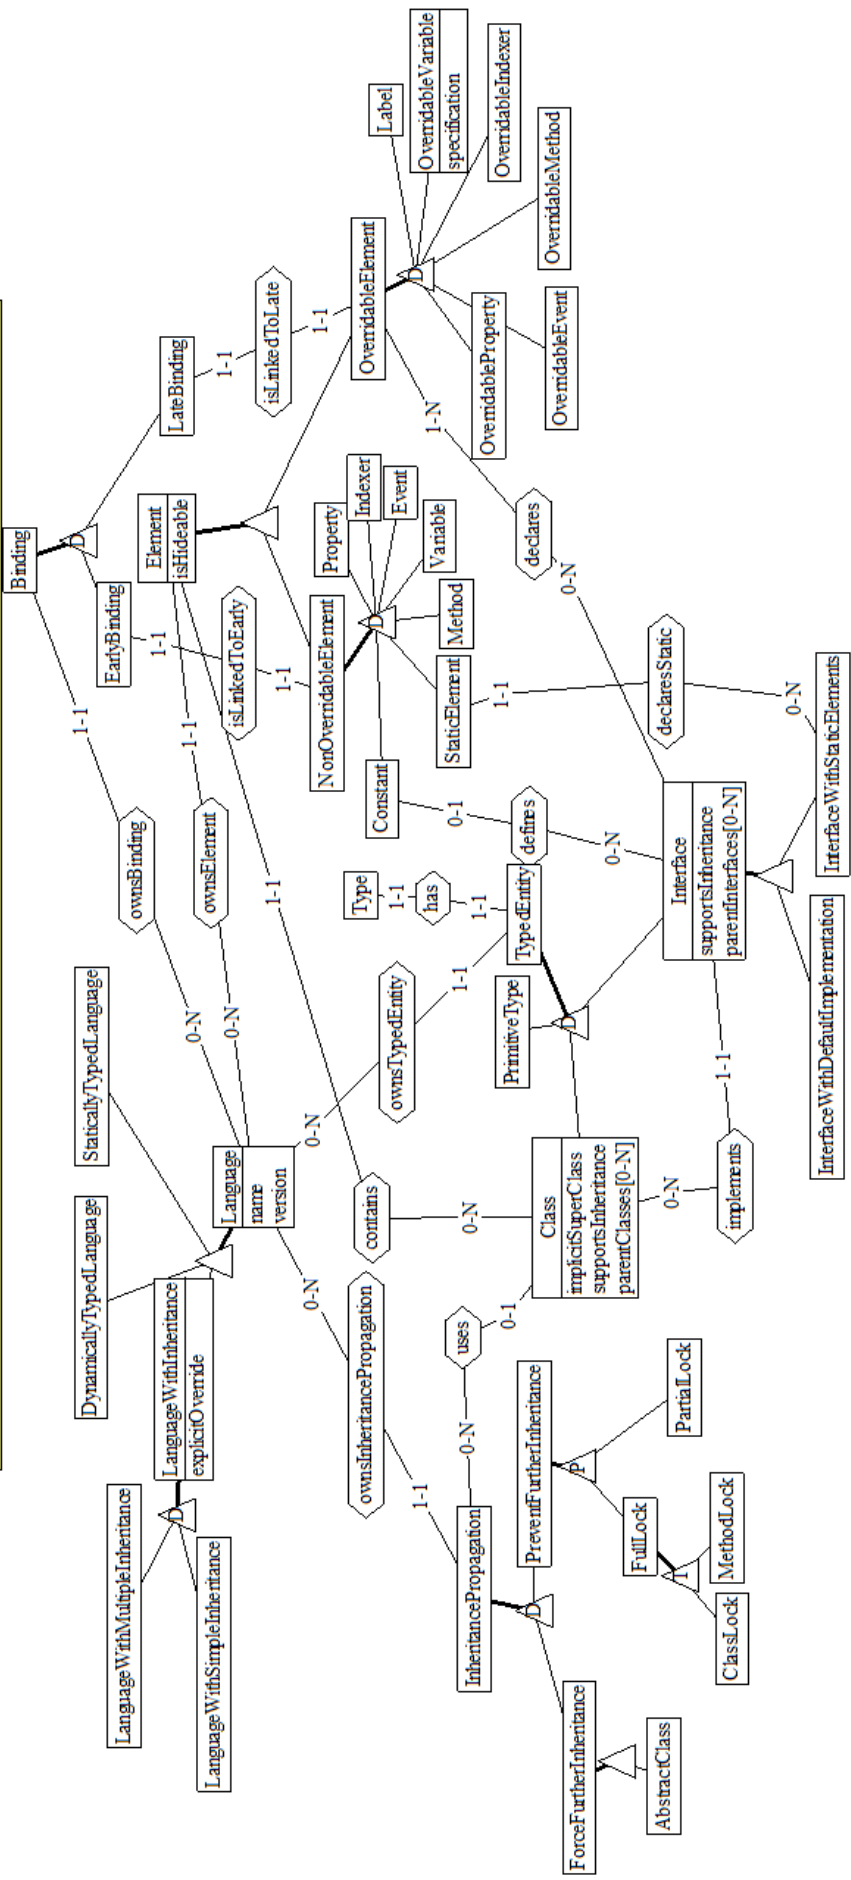 LanguageWithMultipleInheritance
LanguageWithSimpleInheritance
D
LanguageWithInheritance
explicitOverride
DynamicallyTypedLanguage
StaticallyTypedLanguage
Language
name
version
0-N
0-N
0-N
0-N
ownsBinding
1-1
Binding
D
EarlyBinding
LateBinding
1-1
1-1
ownsElement
1-1
Element
isHideable
isLinkedToEarly
1-1
isLinkedToLate
1-1
ownsInheritancePropagation
1-1
contains
1-1
0-N
ownsTypedEntity
1-1
Type
1-1
has
1-1
TypedEntity
PrimitiveType
D
NonOverridableElement
D
Property
Indexer
Event
Variable
Method
StaticElement
Constant
OverridableElement
D
Label
OverridableVariable
specification
OverridableIndexer
OverridableMethod
OverridableProperty
OverridableEvent
1-N
declares
0-N
0-1
defines
0-N
1-1
declaresStatic
0-N
InheritancePropagation
0-N
uses
0-1
Class
implicitSuperClass
supportsInheritance
parentClasses[0-N]
0-N
implements
1-1
Interface
supportsInheritance
parentInterfaces[0-N]
InterfaceWithDefaultImplementation
InterfaceWithStaticElements
D
ForceFurtherInheritance
AbstractClass
PreventFurtherInheritance
P
FullLock
PartialLock
T
ClassLock
MethodLock